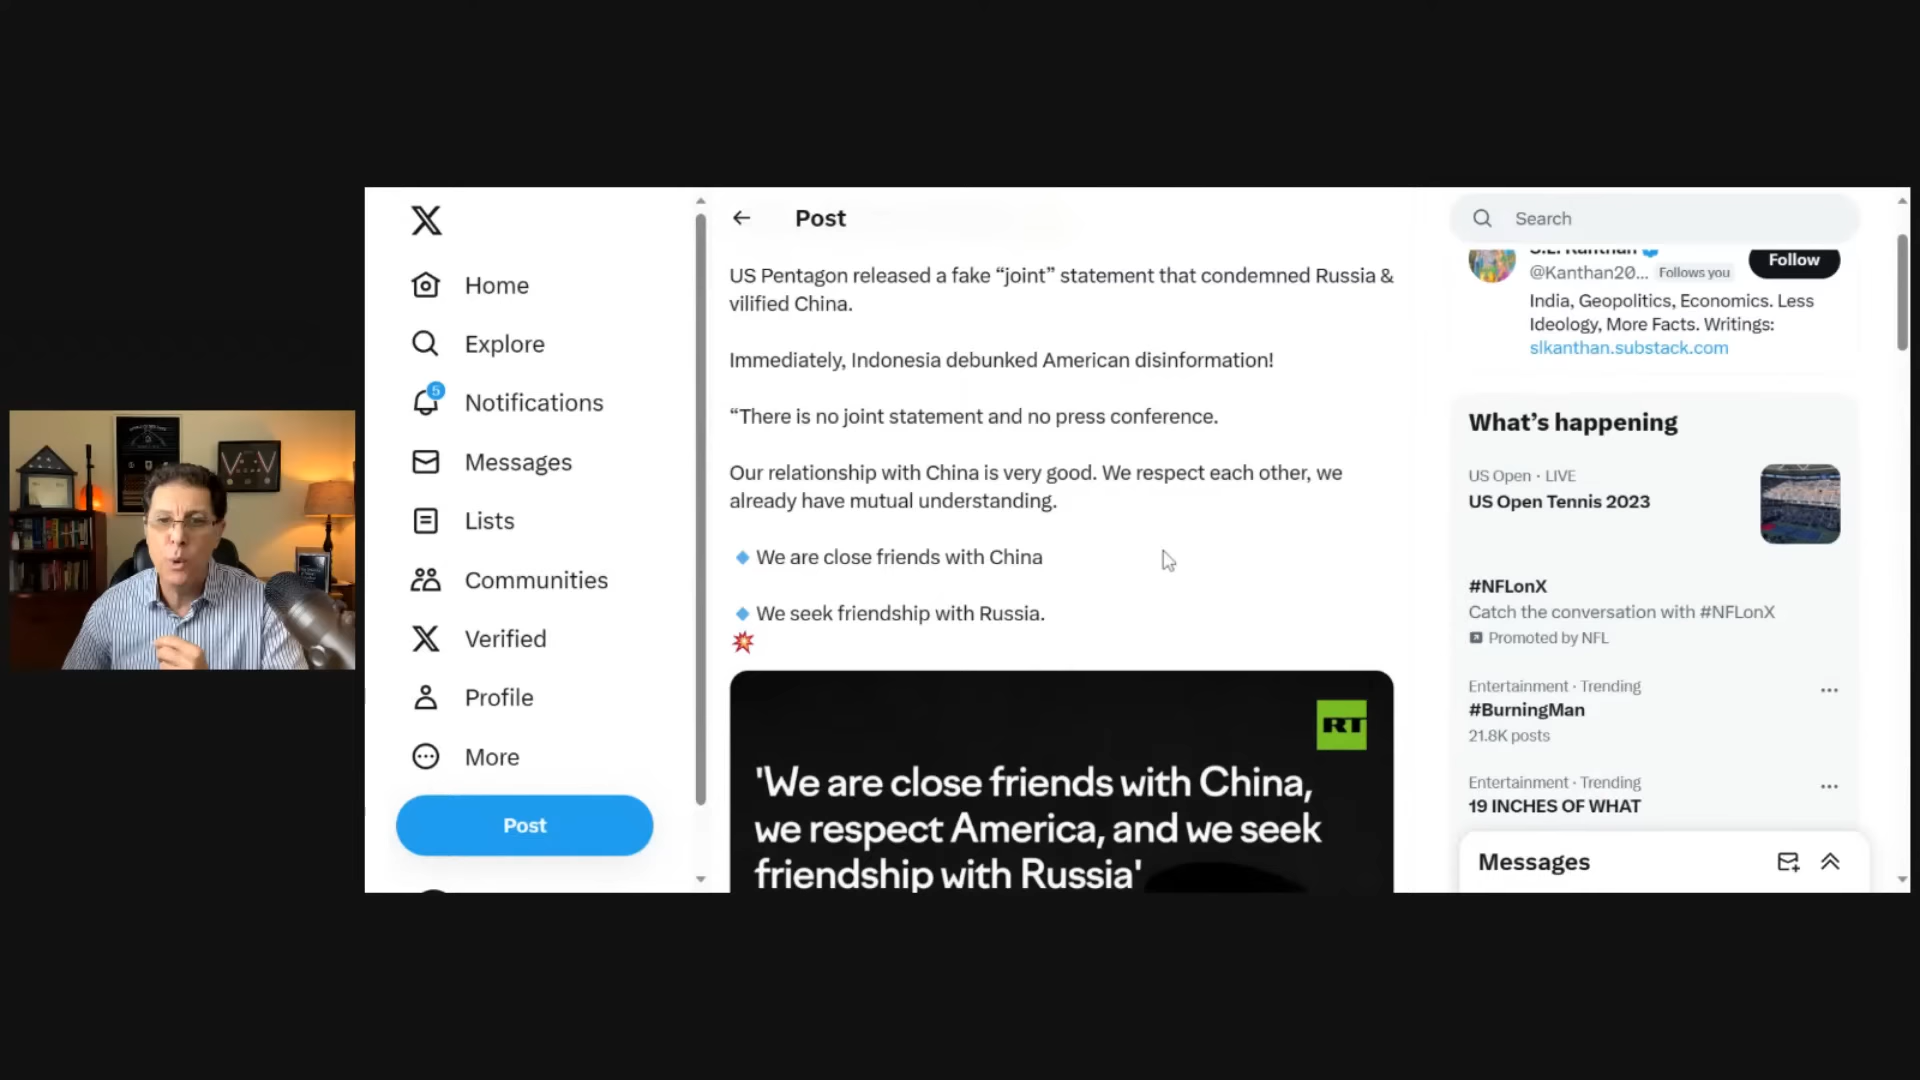 Home
Explore
5
Notifications
Messages
Lists
Communities
Verified
Profile
More
Post
Post
US Pentagon released a fake “joint” statement that condemned Russia &
vilified China.
Immediately, Indonesia debunked American disinformation!
“There is no joint statement and no press conference.
Our relationship with China is very good. We respect each other, we
already have mutual understanding.
We are close friends with China
We seek friendship with Russia.
RT
'We are close friends with China,
we respect America, and we seek
friendship with Russia'
Search
S.L. Kanthan
@Kanthan20... Follows you
Follow
India, Geopolitics, Economics. Less
Ideology, More Facts. Writings:
slkanthan.substack.com
What’s happening
US Open · LIVE
US Open Tennis 2023
#NFLonX
Catch the conversation with #NFLonX
Promoted by NFL
Entertainment · Trending
#BurningMan
21.8K posts
Entertainment · Trending
19 INCHES OF WHAT
Messages